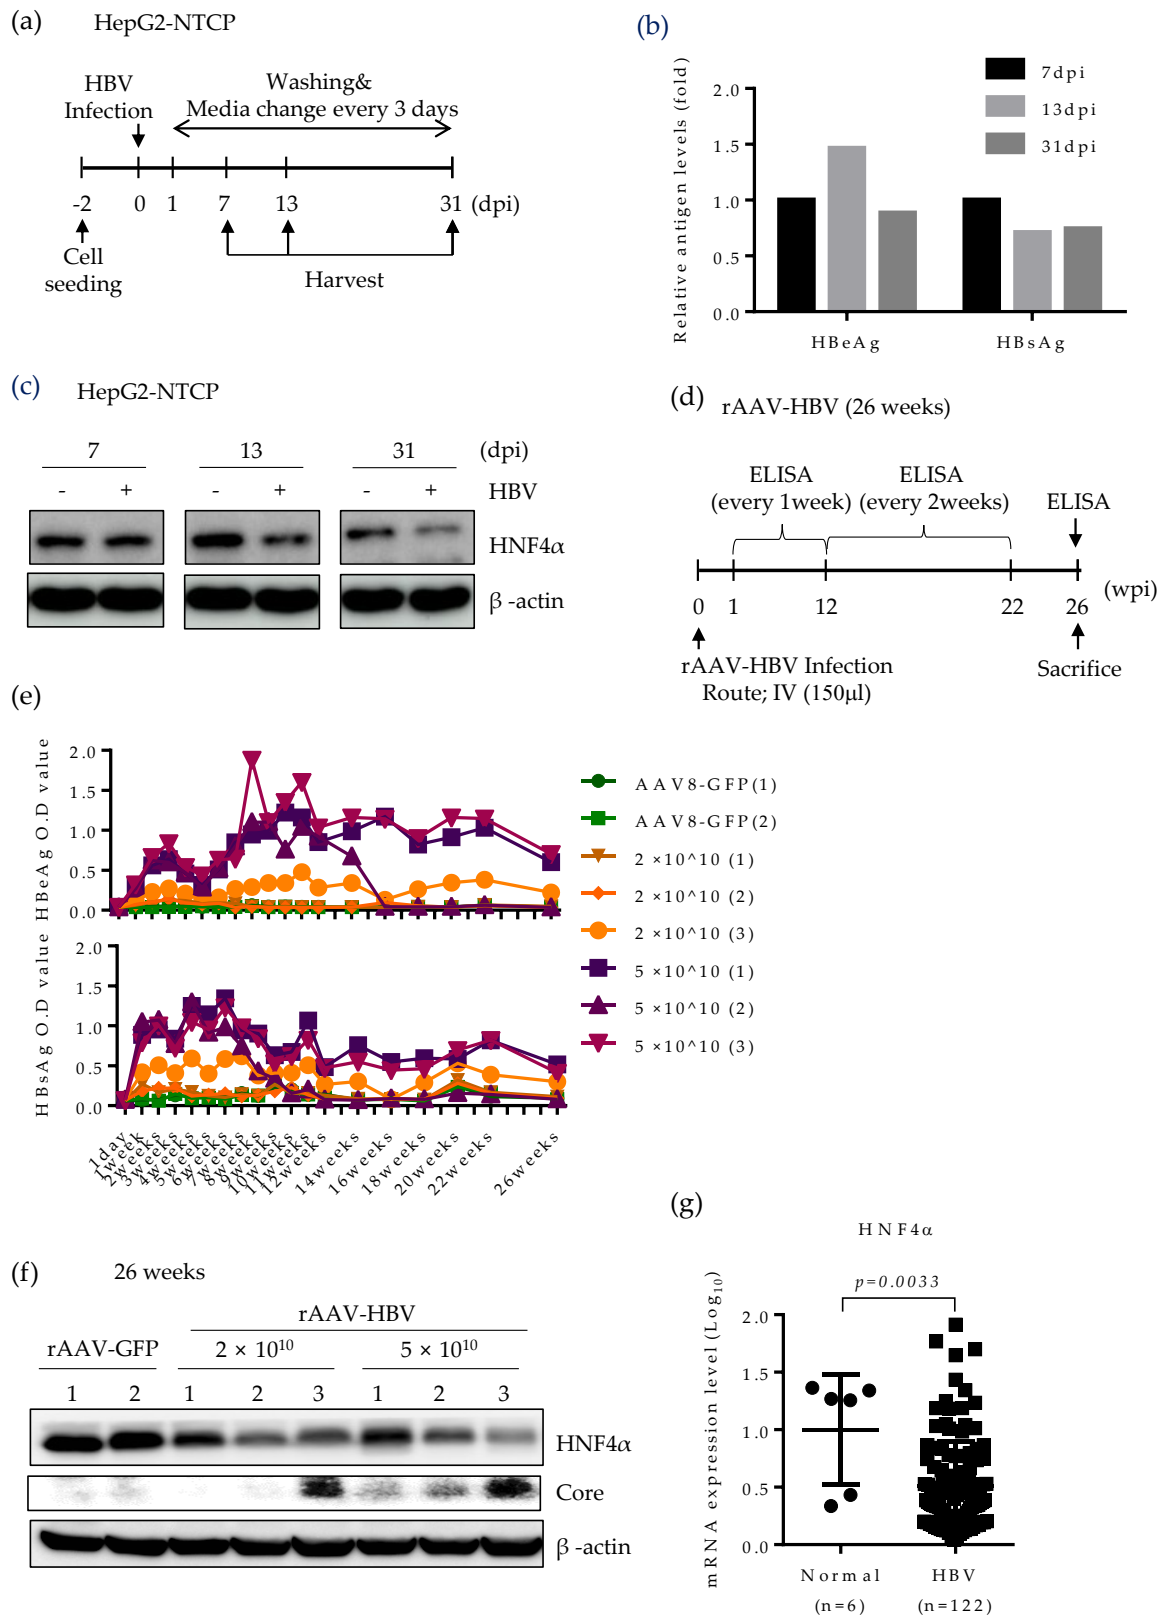 (a) HepG2-NTCP
HBV
Infection
Washing&
Media change every 3 days
-2 0 1 7 13 31 (dpi)
Cell
seeding
Harvest
(b)
Relative antigen levels (fold)
2.0
1.5
1.0
0.5
0.0
7dpi
13dpi
31dpi
HBeAg HBsAg
(c) HepG2-NTCP
7 13 31 (dpi)
- + - + - + HBV
HNF4α
β -actin
(d) rAAV-HBV (26 weeks)
ELISA
(every 1week)
ELISA
(every 2weeks)
ELISA
0 1 12 22 26 (wpi)
rAAV-HBV Infection
Route; IV (150µl)
Sacrifice
(e)
HBeAg O.D value
2.0
1.5
1.0
0.5
0.0
HBsAg O.D value
2.0
1.5
1.0
0.5
0.0
1day
1week
2weeks
3weeks
4weeks
5weeks
6weeks
7weeks
8weeks
9weeks
10weeks
11weeks
12weeks
14weeks
16weeks
18weeks
20weeks
22weeks
26weeks
AAV8-GFP(1)
AAV8-GFP(2)
2 ×10^10 (1)
2 ×10^10 (2)
2 ×10^10 (3)
5 ×10^10 (1)
5 ×10^10 (2)
5 ×10^10 (3)
(f) 26 weeks
rAAV-HBV
rAAV-GFP 2 × 10¹⁰ 5 × 10¹⁰
1 2 1 2 3 1 2 3
HNF4α
Core
β -actin
(g)
HNF4α
p=0.0033
mRNA expression level (Log₁₀)
2.0
1.5
1.0
0.5
0.0
Normal HBV
(n=6) (n=122)